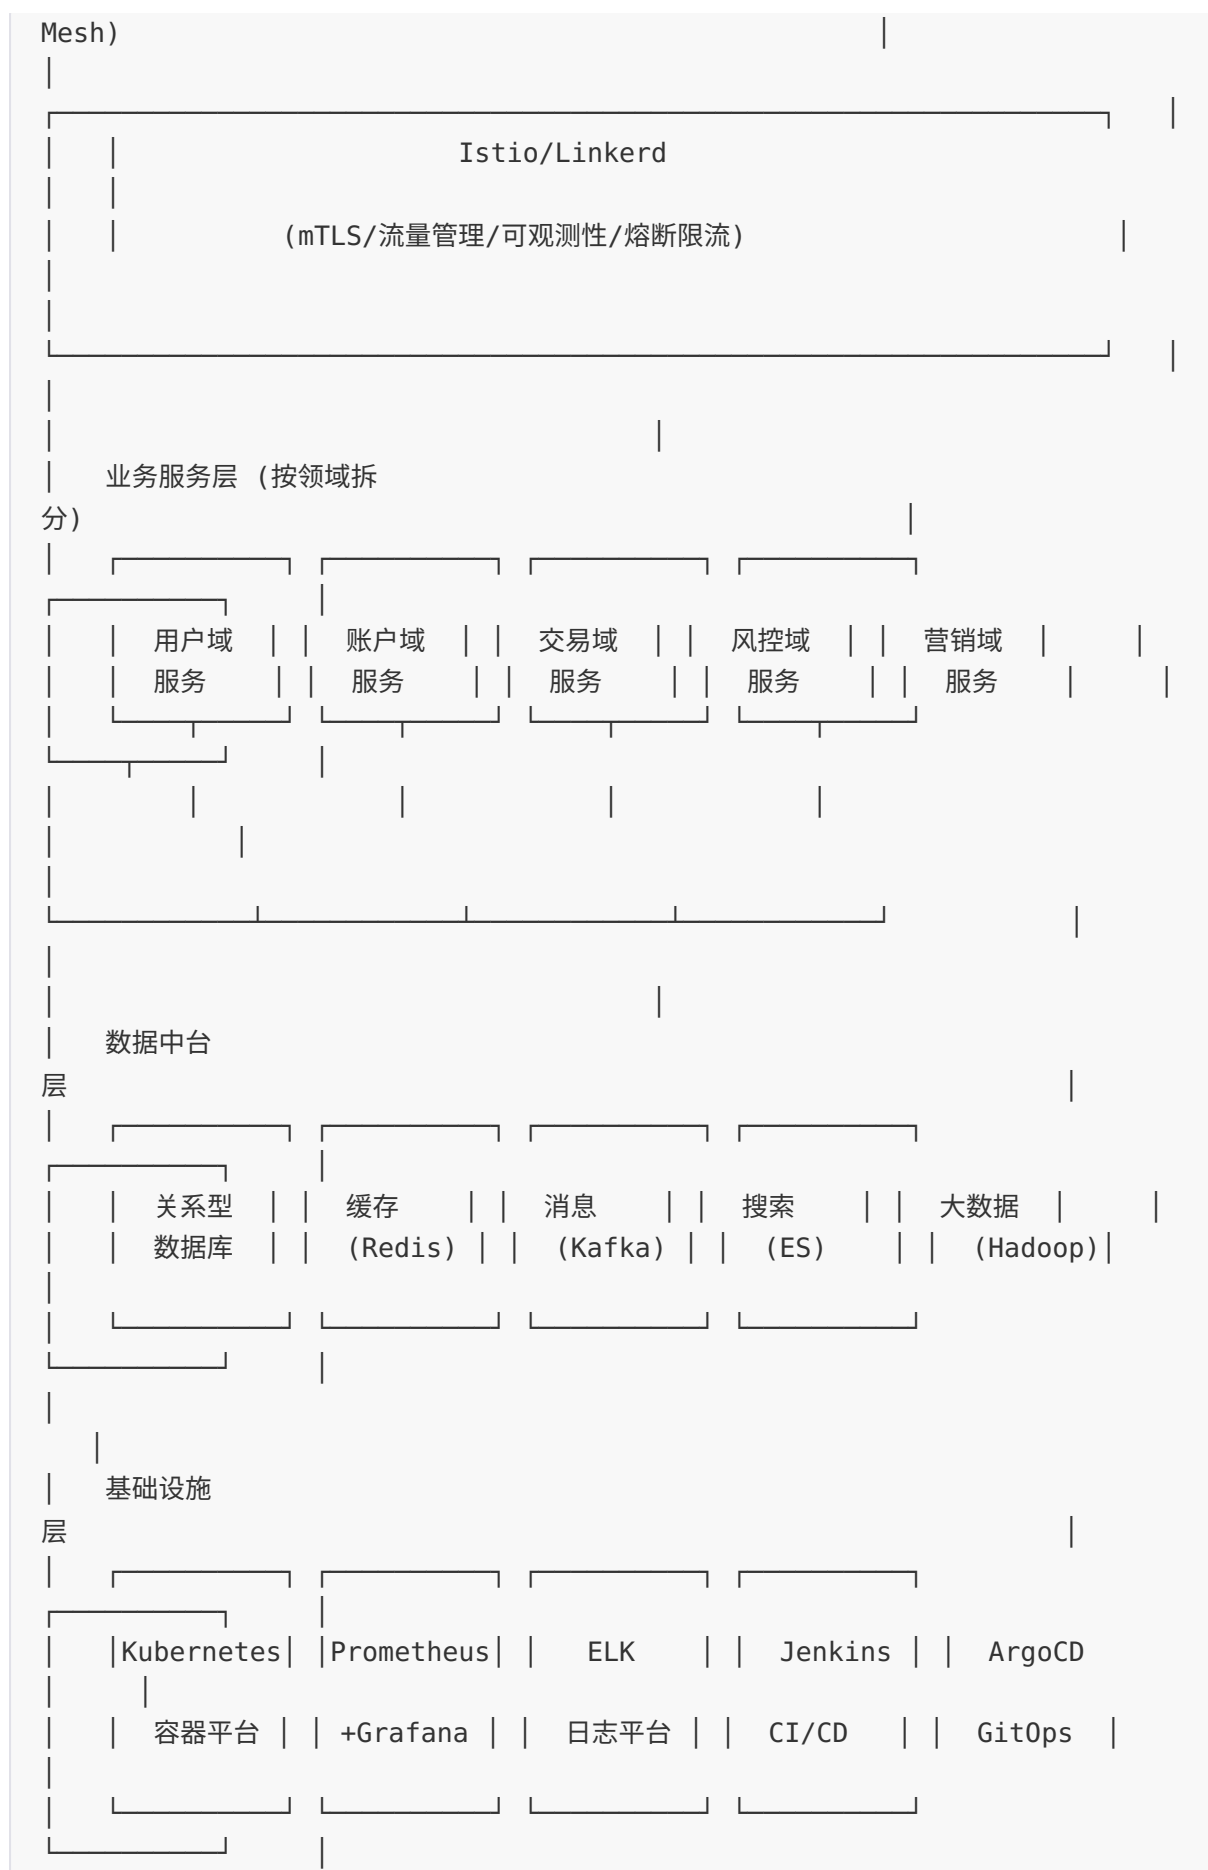 Mesh)
Istio/Linkerd
(mTLS/流量管理/可观测性/熔断限流)
业务服务层 (按领域拆
分)
用户域 账户域 交易域 风控域 营销域
服务 服务 服务 服务 服务
数据中台
层
关系型 缓存 消息 搜索 大数据
数据库 (Redis) (Kafka) (ES) (Hadoop)
基础设施
层
Kubernetes Prometheus ELK Jenkins ArgoCD
容器平台 +Grafana 日志平台 CI/CD GitOps